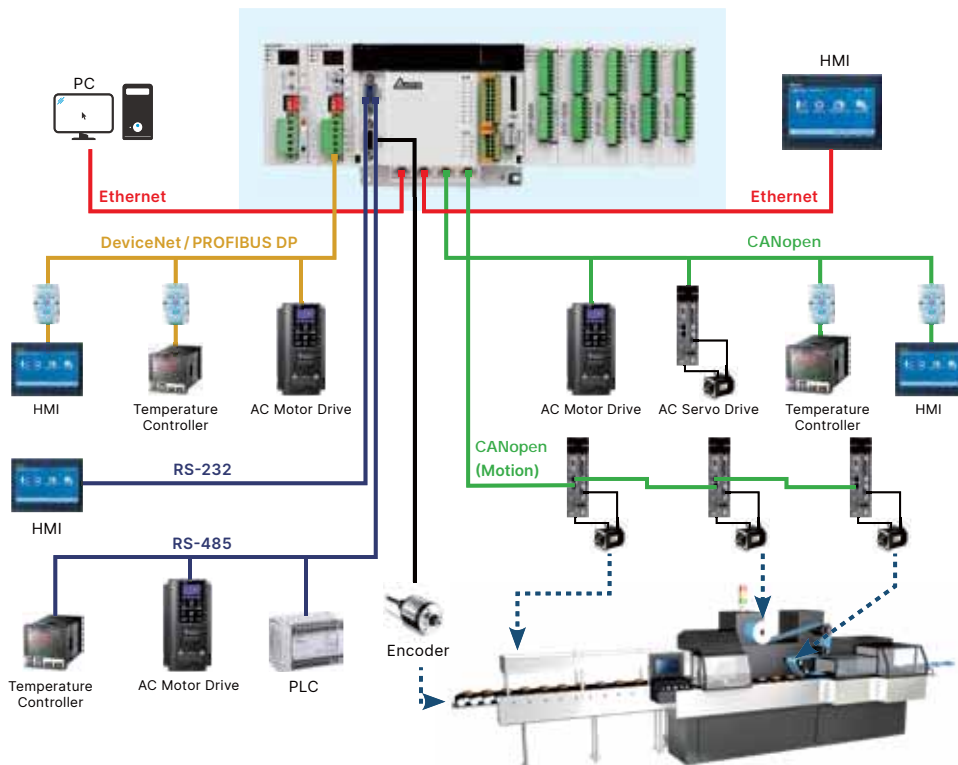 PC
HMI
Ethernet
Ethernet
DeviceNet / PROFIBUS DP
CANopen
HMI
Temperature
Controller
AC Motor Drive
AC Motor Drive
AC Servo Drive
Temperature
Controller
HMI
CANopen
(Motion)
RS-232
HMI
RS-485
Temperature
Controller
AC Motor Drive
PLC
Encoder